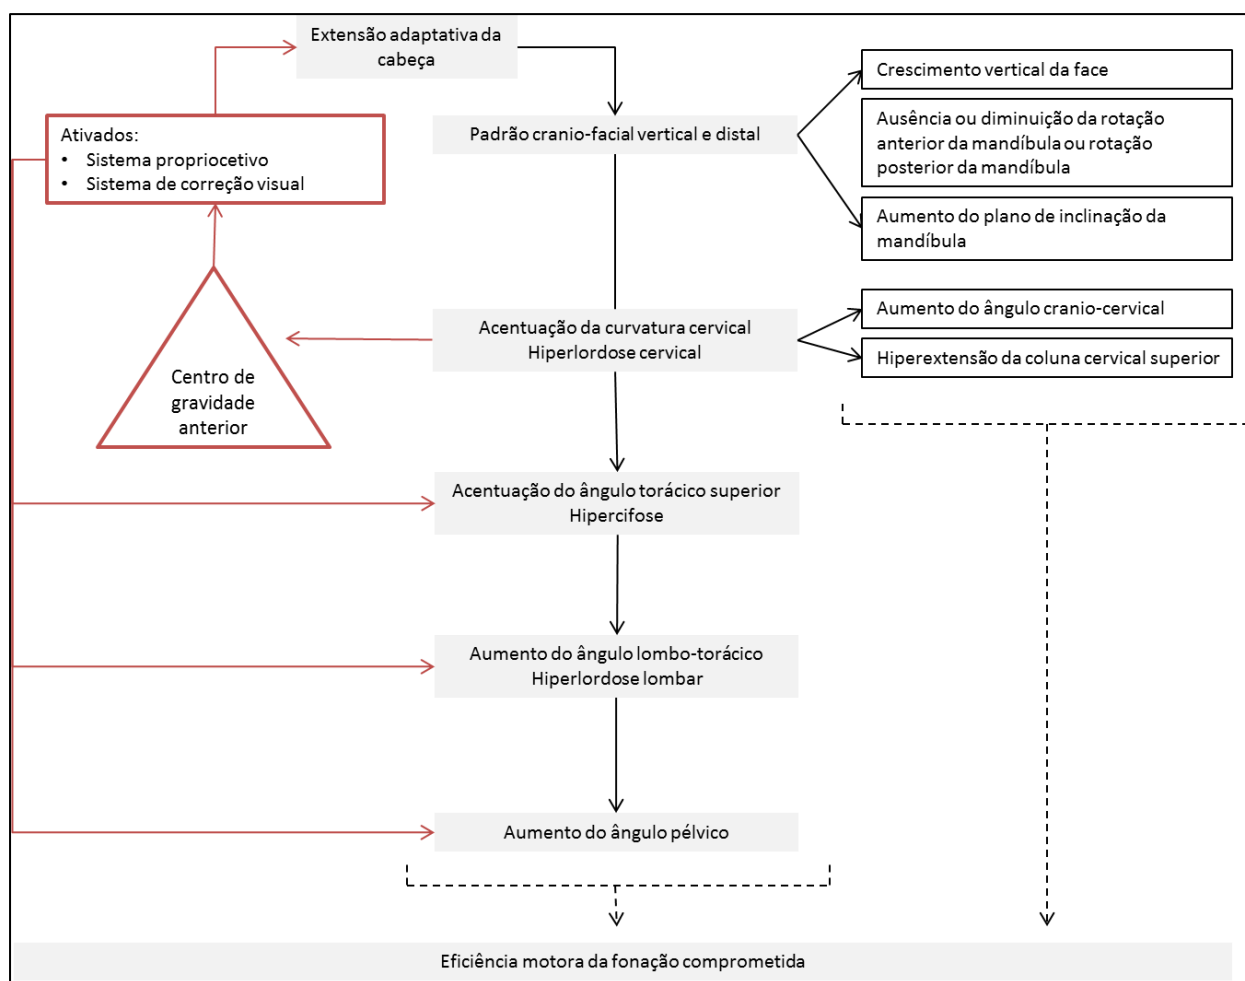 Extensão adaptativa da
cabeça
Crescimento vertical da face
Padrão cranio-facial vertical e distal
Ausência ou diminuição da rotação
anterior da mandíbula ou rotação
posterior da mandíbula
Ativados:
• Sistema propriocetivo
• Sistema de correção visual
Aumento do plano de inclinação da
mandíbula
Acentuação da curvatura cervical
Hiperlordose cervical
Aumento do ângulo cranio-cervical
Hiperextensão da coluna cervical superior
Centro de
gravidade
anterior
Acentuação do ângulo torácico superior
Hipercifose
Aumento do ângulo lombo-torácico
Hiperlordose lombar
Aumento do ângulo pélvico
Eficiência motora da fonação comprometida